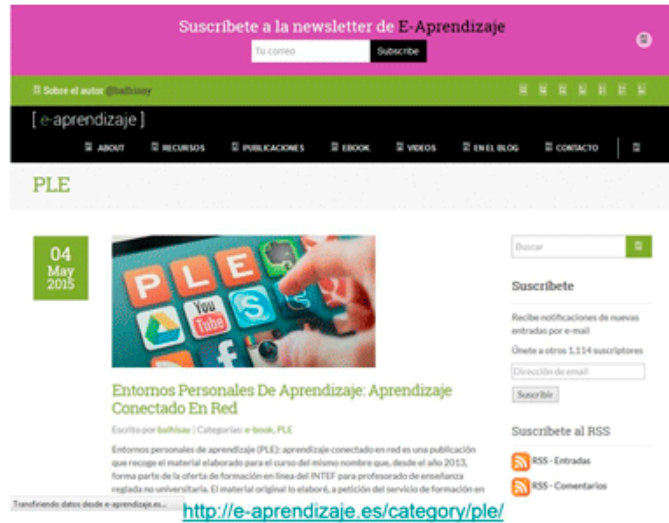 Suscríbete a la newsletter de E-Aprendizaje
Tu correo
Subscribe
Sobre el autor @balhisay
[ e-aprendizaje ]
ABOUT RECURSOS PUBLICACIONES EBOOK VIDEOS EN EL BLOG CONTACTO
PLE
04
May
2015
PLE
You
Tube
Entornos Personales De Aprendizaje: Aprendizaje
Conectado En Red
Escrito por balhisay | Categorías: e-book, PLE
Entornos personales de aprendizaje (PLE): aprendizaje conectado en red es una publicación
que recoge el material elaborado para el curso del mismo nombre que, desde el año 2013,
forma parte de la oferta de formación en línea del INTEF para profesorado de enseñanza
reglada no universitaria. El material original lo elaboré, a petición del servicio de formación en
Buscar
Suscríbete
Recibe notificaciones de nuevas
entradas por e-mail
Únete a otros 1,114 suscriptores
Dirección de email
Suscribir
Suscríbete al RSS
RSS - Entradas
RSS - Comentarios
Transfiriendo datos desde e-aprendizaje.es...
http://e-aprendizaje.es/category/ple/